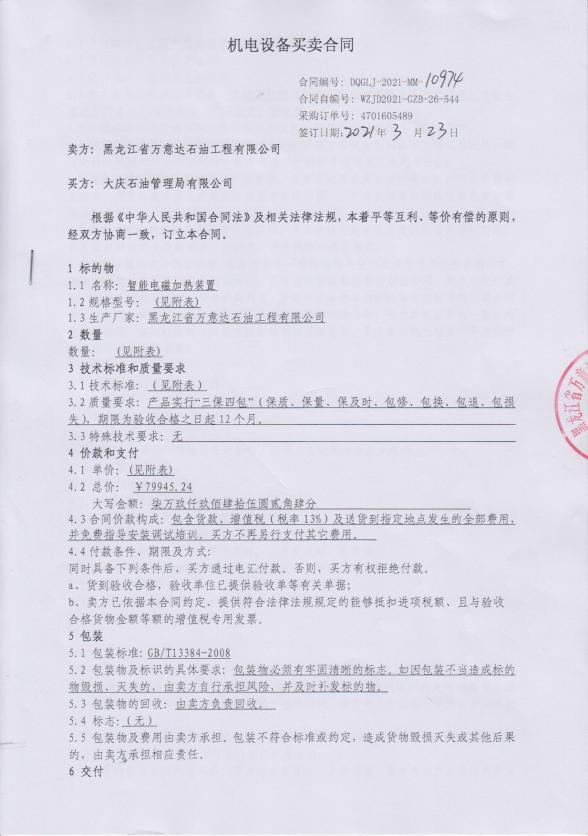 机电设备买卖合同
合同编号: DQGLJ-2021-MM-10974
合同自编号: WZJD2021-GZB-26-544
采购订单号: 4701605489
签订日期:2021年 3 月 23日
卖方: 黑龙江省万意达石油工程有限公司
买方: 大庆石油管理局有限公司
根据《中华人民共和国合同法》及相关法律法规,本着平等互利、等价有偿的原则,
经双方协商一致,订立本合同。
1 标的物
1.1 名称: 智能电磁加热装置
1.2规格型号: (见附表)
1.3生产厂家: 黑龙江省万意达石油工程有限公司
2 数量
数量: (见附表)
3 技术标准和质量要求
3.1技术标准: (见附表)
3.2质量要求: 产品实行“三保四包”(保质、保量、保及时、包修、包换、包退、包损
失), 期限为验收合格之日起12个月。
3.3特殊技术要求: 无
4 价款和支付
4.1 单价: (见附表)
4.2 总价: ¥79945.24
大写金额: 柒万玖仟玖佰肆拾伍圆贰角肆分
4.3合同价款构成: 包含货款、增值税(税率13%)及送货到指定地点发生的全部费用,
并免费指导安装调试培训。买方不再另行支付其它费用。
4.4付款条件、期限及方式:
同时具备下列条件后, 买方通过电汇付款。否则, 买方有权拒绝付款。
a、货到验收合格, 验收单位已提供验收单等有关单据;
b、卖方已依据本合同约定、提供符合法律法规规定的能够抵扣进项税额、且与验收
合格货物金额等额的增值税专用发票。
5 包装
5.1 包装标准: GB/T13384-2008
5.2 包装物及标识的具体要求: 包装物必须有牢固清晰的标志, 如因包装不当造成标的
物毁损、灭失的, 由卖方自行承担风险, 并及时补发标的物。
5.3 包装物的回收: 由卖方负责回收。
5.4 标志: (无)
5.5 包装物及费用由卖方承担。包装不符合标准或约定, 造成货物毁损灭失或其他后果
的, 由卖方承担相应责任。
6 交付
黑龙江省万意